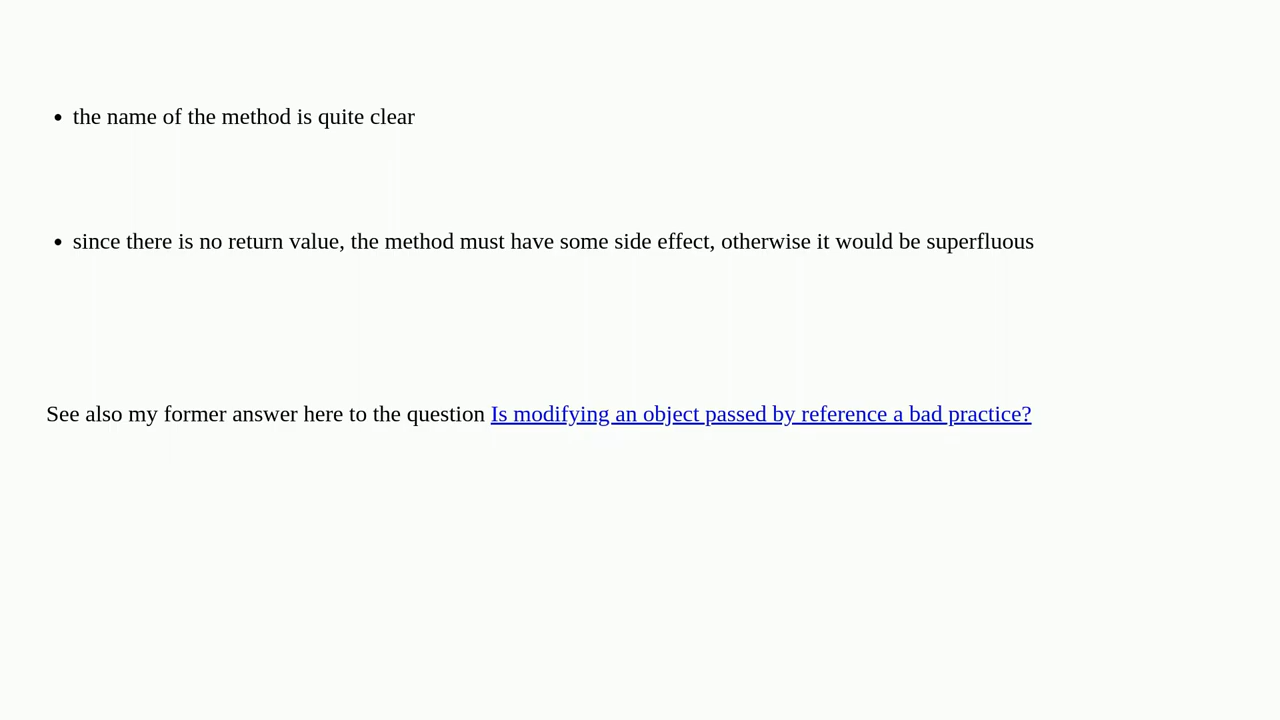 • the name of the method is quite clear
• since there is no return value, the method must have some side effect, otherwise it would be superfluous
See also my former answer here to the question Is modifying an object passed by reference a bad practice?